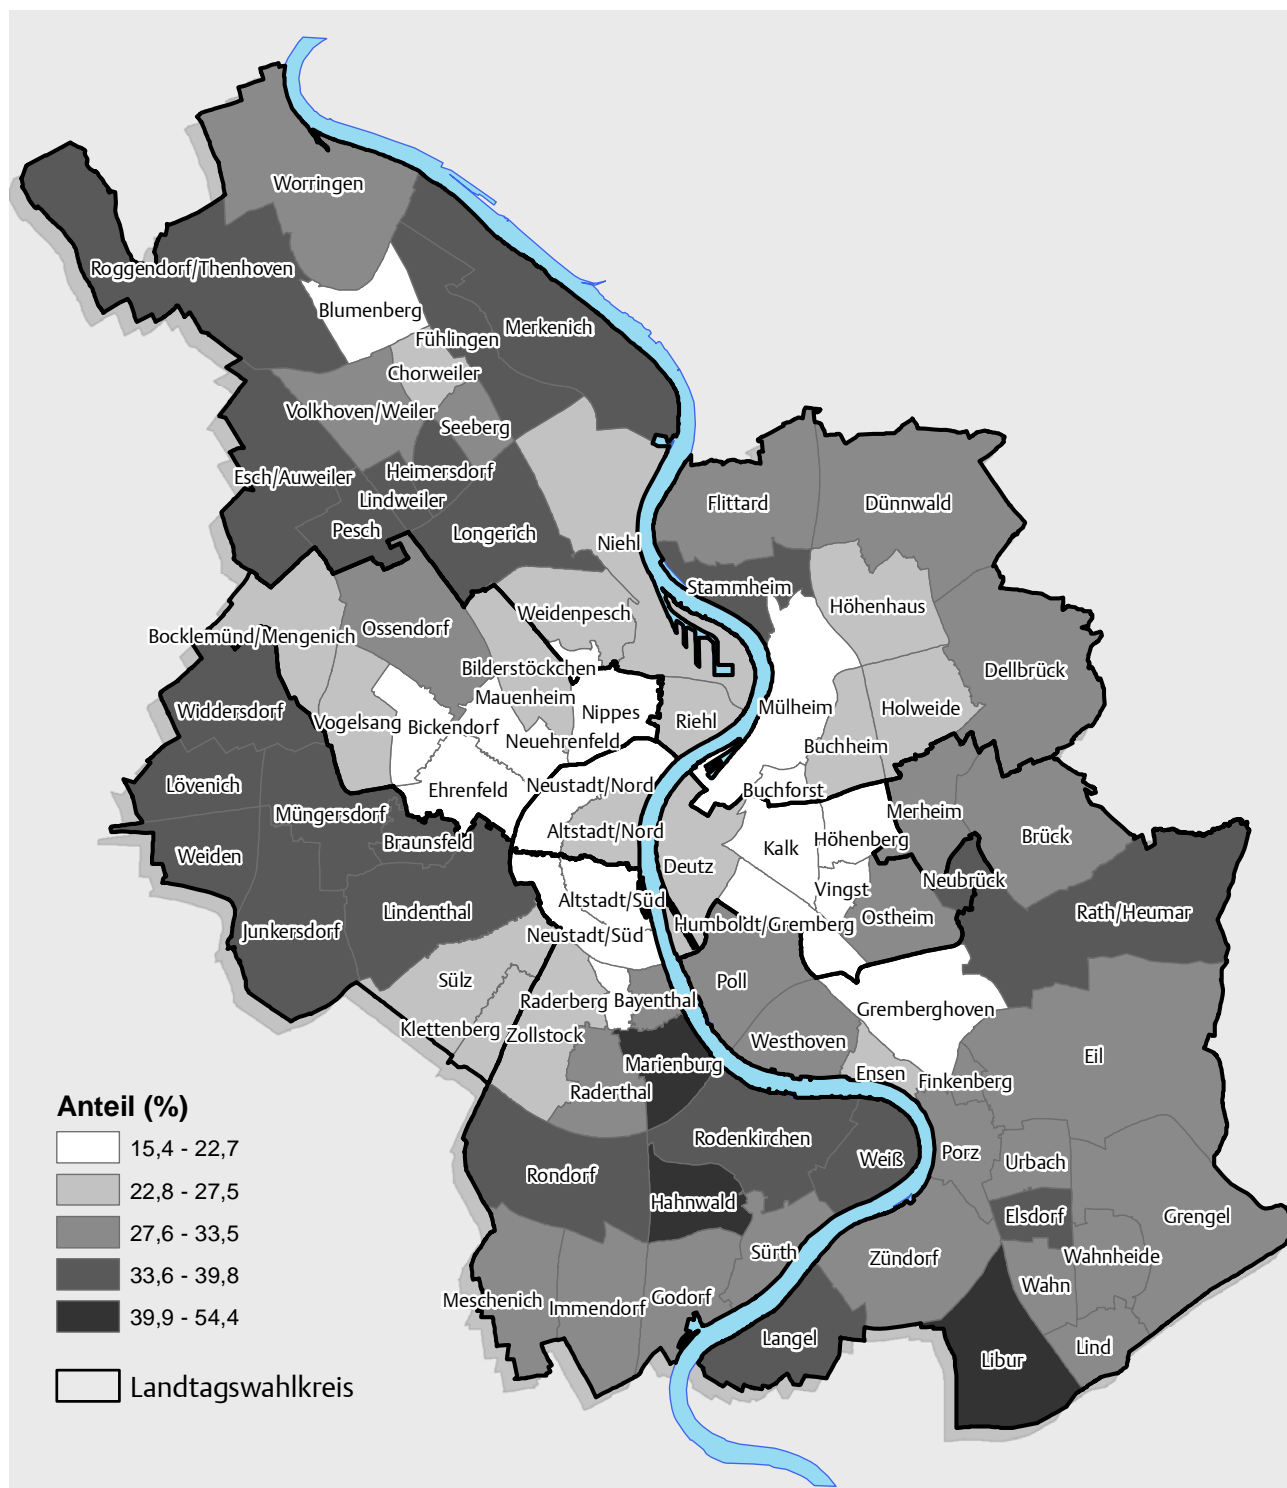 Worringen
Roggendorf/Thenhoven
Blumenberg
Merkenich
Fühlingen
Chorweiler
Volkhoven/Weiler
Seeberg
Heimersdorf
Esch/Auweiler
Lindweiler
Pesch
Longerich
Niehl
Flittard
Dünnwald
Stammheim
Höhenhaus
Weidenpesch
Ossendorf
Bocklemünd/Mengenich
Bilderstöckchen
Dellbrück
Mauenheim
Nippes
Widdersdorf
Vogelsang
Bickendorf
Riehl
Mülheim
Holweide
Neuehrenfeld
Buchheim
Lövenich
Ehrenfeld
Neustadt/Nord
Buchforst
Müngersdorf
Merheim
Altstadt/Nord
Brück
Braunsfeld
Höhenberg
Kalk
Weiden
Deutz
Neubrück
Vingst
Altstadt/Süd
Lindenthal
Rath/Heumar
Ostheim
Humboldt/Gremberg
Junkersdorf
Neustadt/Süd
Sülz
Poll
Raderberg
Bayenthal
Gremberghoven
Klettenberg
Zollstock
Westhoven
Eil
Marienburg
Ensen
Finkenberg
Raderthal
Anteil (%)
Rodenkirchen
15,4 - 22,7
Porz
Weiß
Urbach
Rondorf
22,8 - 27,5
Hahnwald
Elsdorf
Grengel
27,6 - 33,5
Sürth
Zündorf
Wahnheide
33,6 - 39,8
Wahn
Meschenich
Immendorf
Godorf
39,9 - 54,4
Langel
Lind
Libur
Landtagswahlkreis